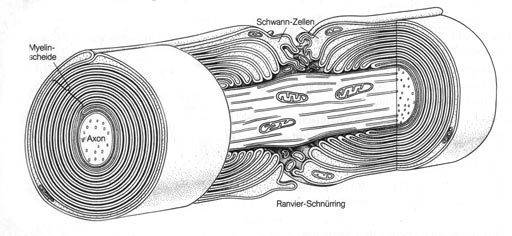 Schwann-Zellen
Myelin-
scheide
Axon
Ranvier-Schnürring